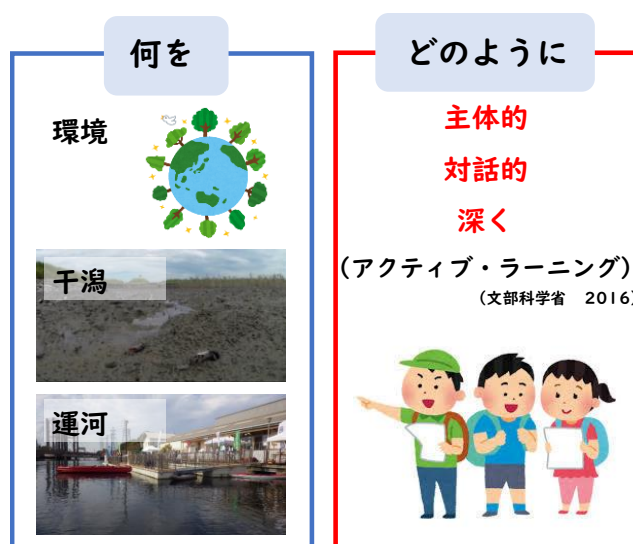 何を
環境
干潟
運河
どのように
主体的
対話的
深く
(アクティブ・ラーニング)
(文部科学省 2016)